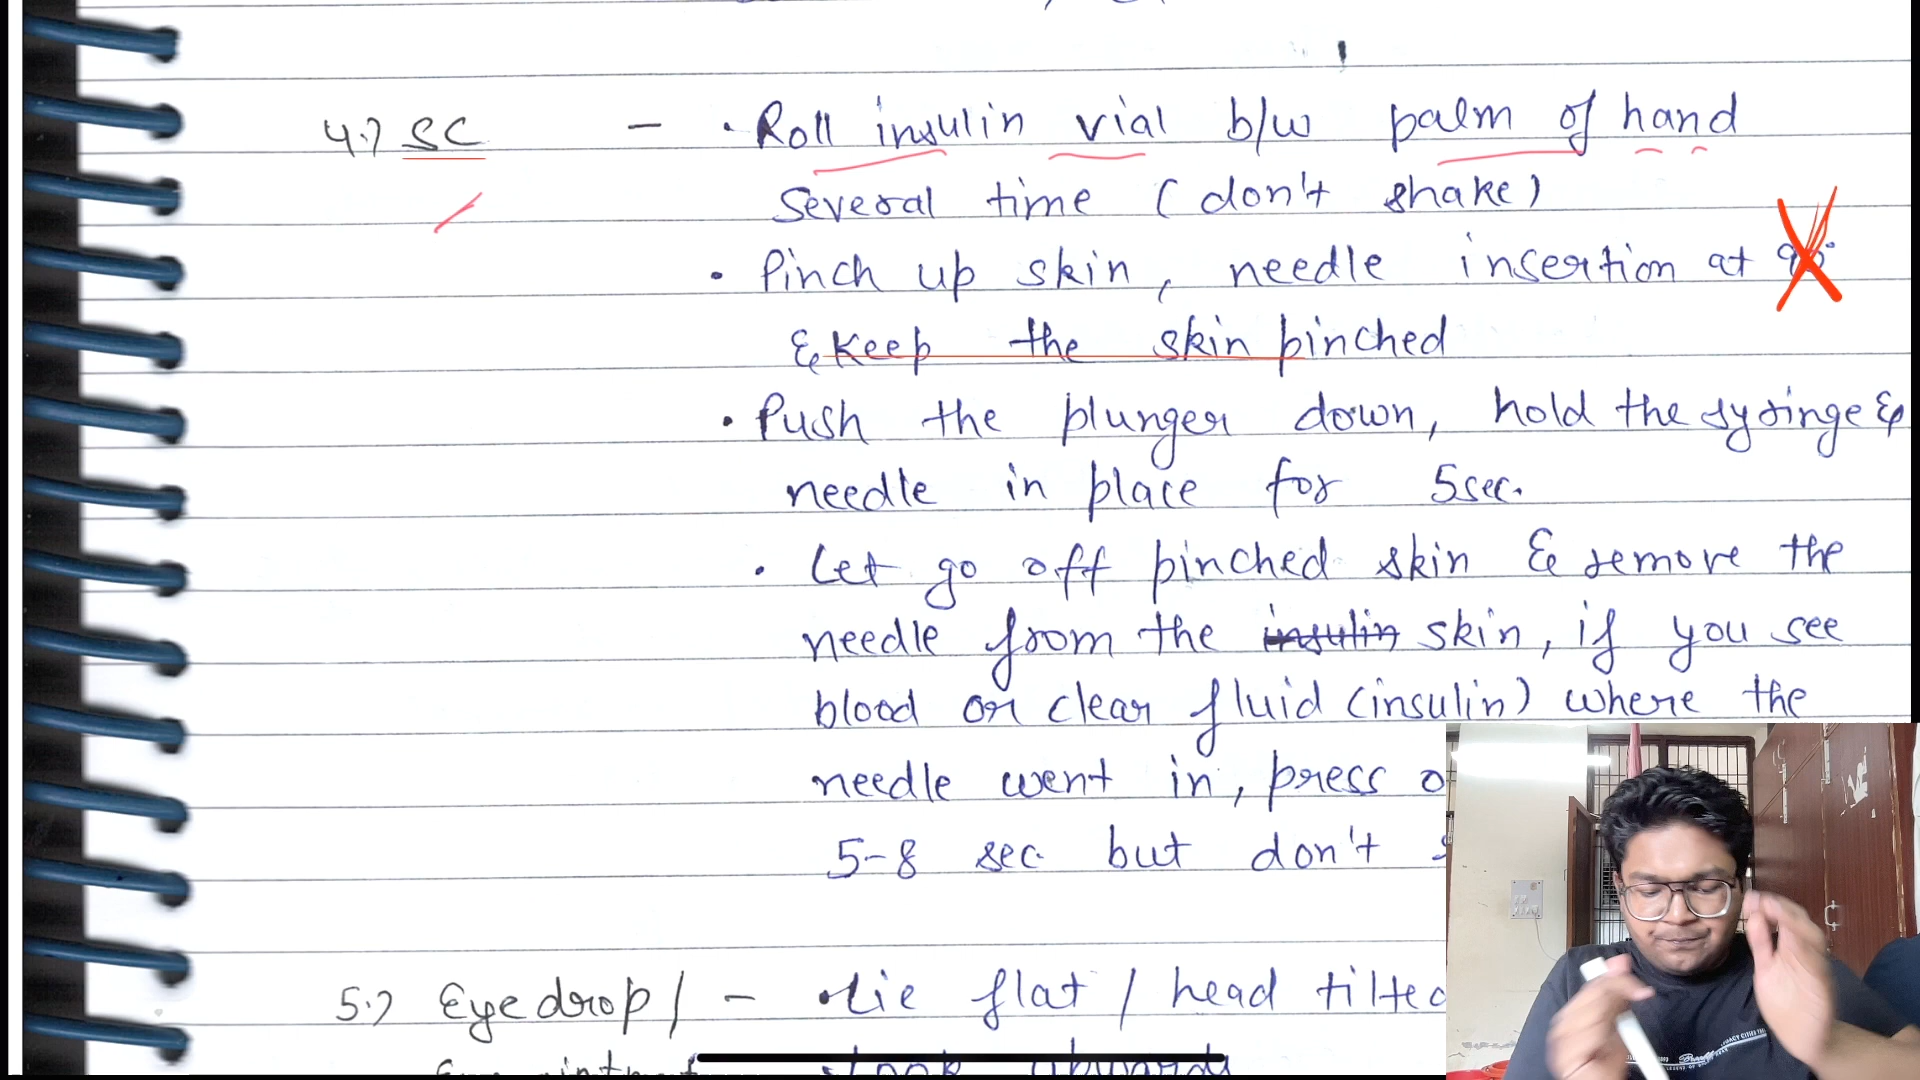 4.) SC - • Roll insulin vial b/w palm of hand
several time (don't shake)
• Pinch up skin, needle insertion at
& keep the skin pinched
• Push the plunger down, hold the syringe &
needle in place for 5sec.
• Let go off pinched skin & remove the
needle from the insulin skin, if you see
blood or clear fluid (insulin) where the
needle went in, press
5-8 sec but don't
5.) Eyedrop/ - • Lie flat / head tilted